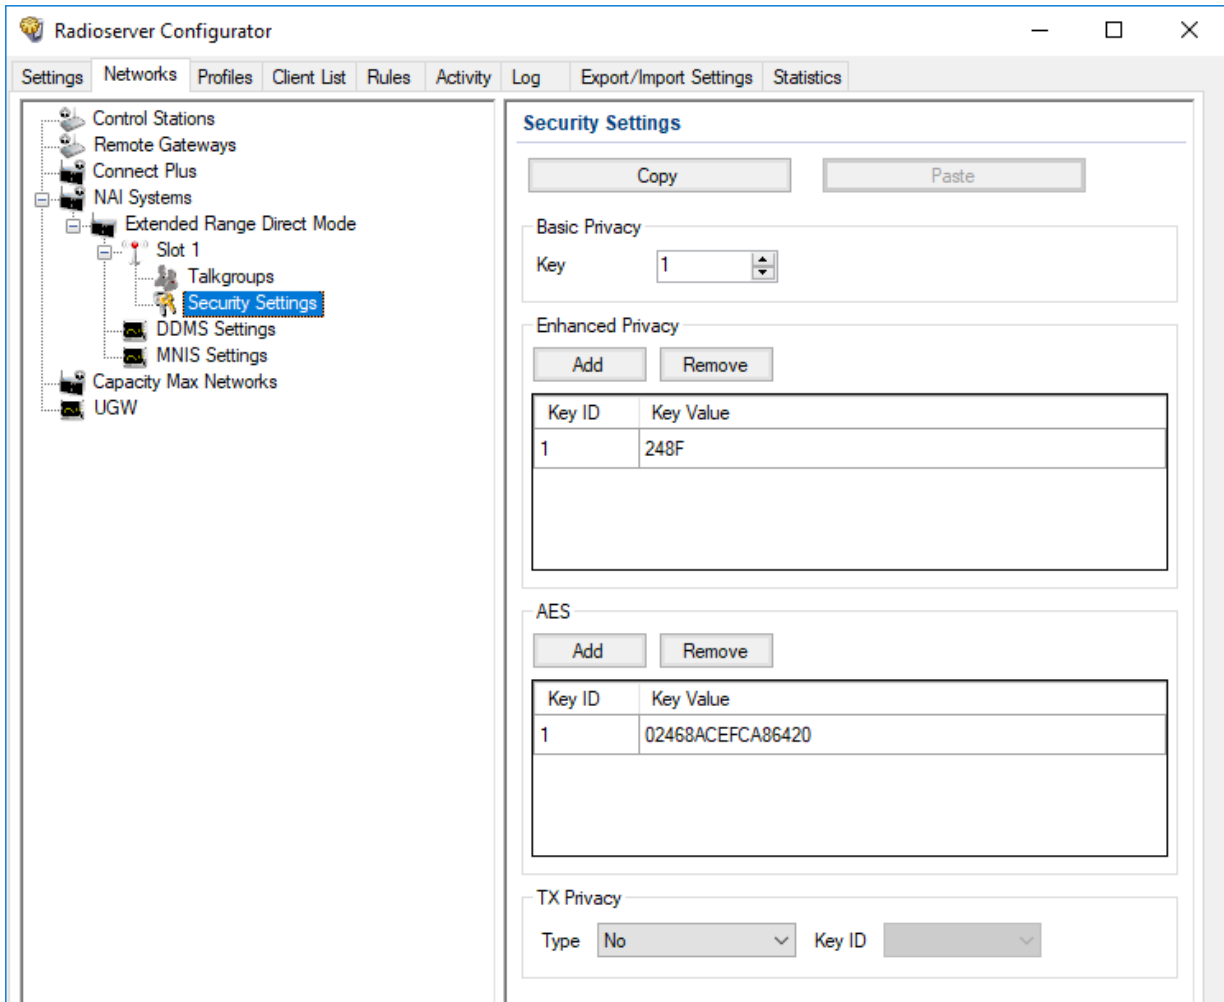 Radioserver Configurator
Settings Networks Profiles Client List Rules Activity Log Export/Import Settings Statistics
Control Stations
Remote Gateways
Connect Plus
NAI Systems
Extended Range Direct Mode
Slot 1
Talkgroups
Security Settings
DDMS Settings
MNIS Settings
Capacity Max Networks
UGW
Security Settings
Copy Paste
Basic Privacy
Key 1
Enhanced Privacy
Add Remove
Key ID Key Value
1 248F
AES
Add Remove
Key ID Key Value
1 02468ACEFCA86420
TX Privacy
Type No Key ID